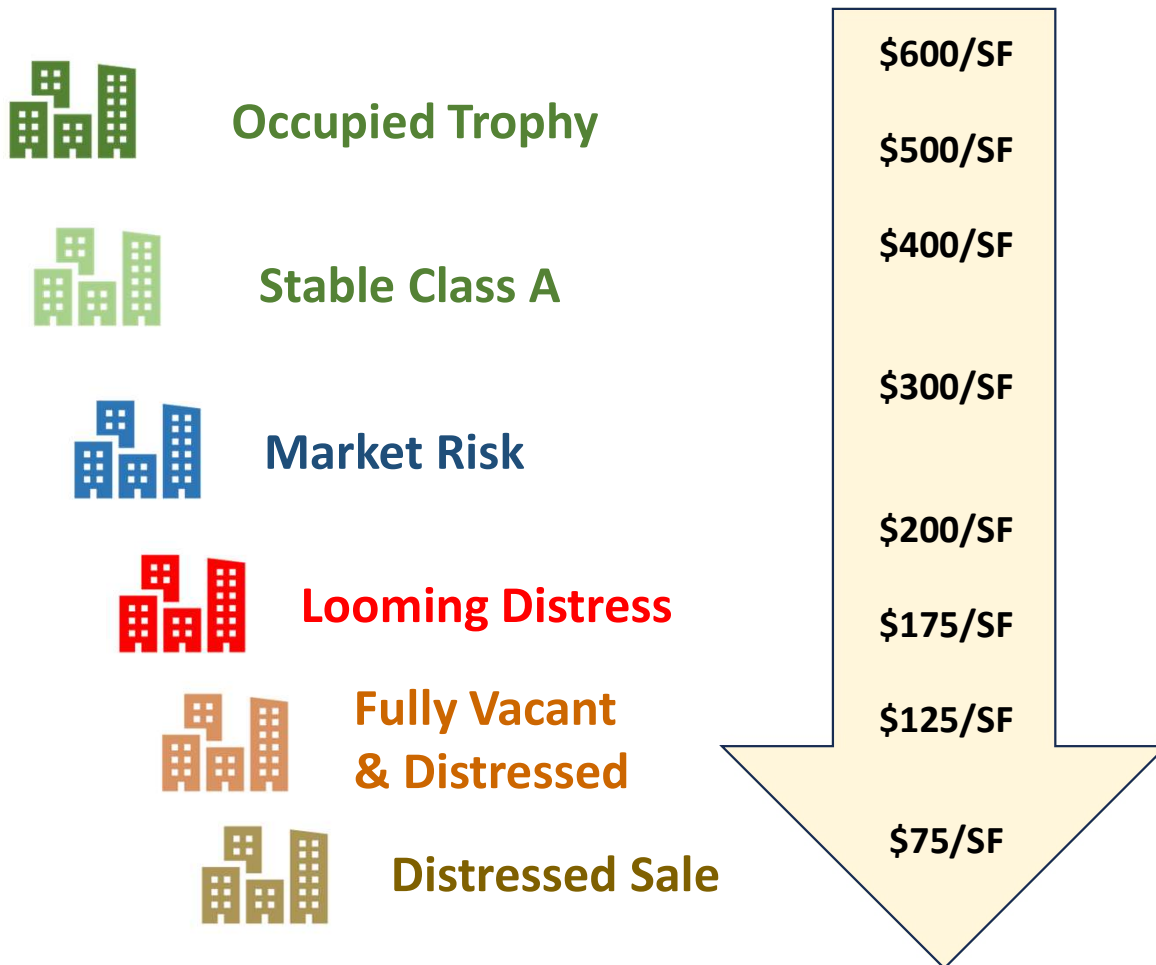 Occupied Trophy
Stable Class A
Market Risk
Looming Distress
Fully Vacant
& Distressed
Distressed Sale
$600/SF
$500/SF
$400/SF
$300/SF
$200/SF
$175/SF
$125/SF
$75/SF